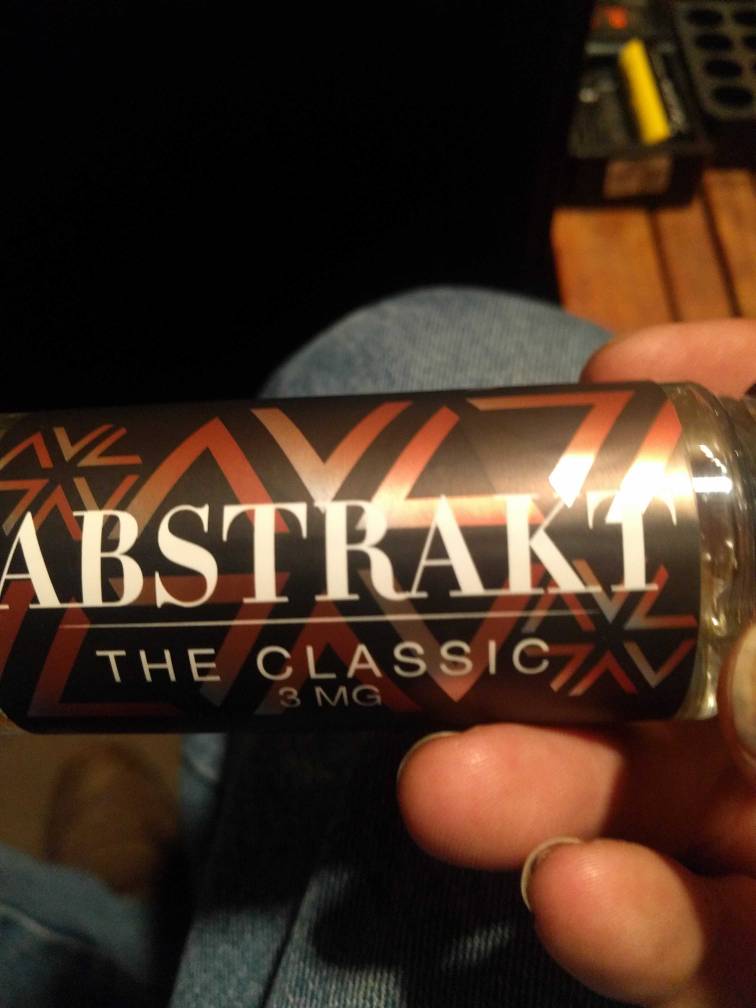 ABSTRAKT
THE CLASSIC
3 MG